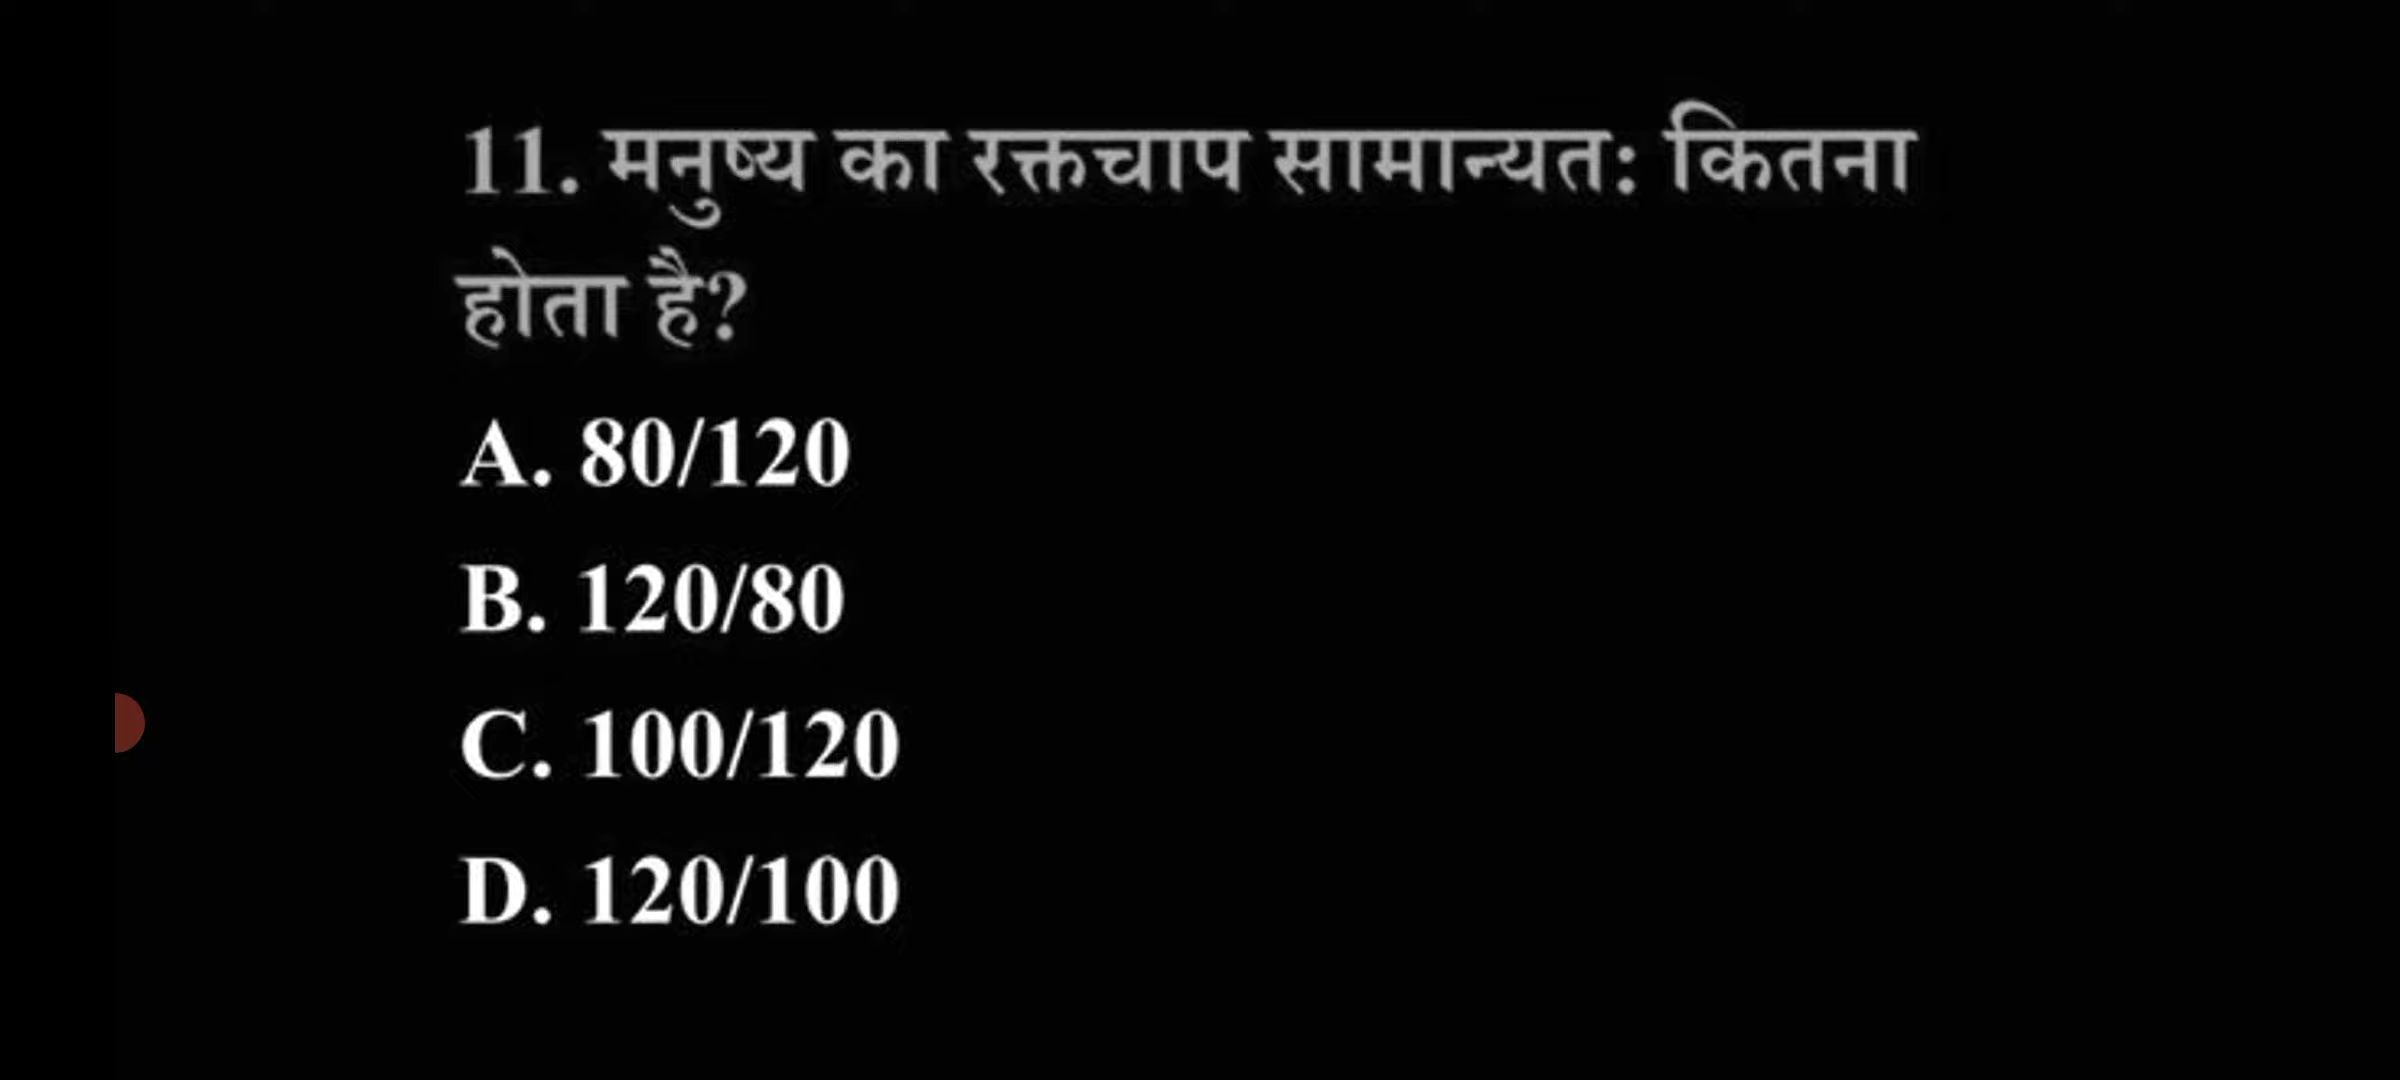 11. मनुष्य का रक्तचाप सामान्यत: कितना
होता है?
A. 80/120
B. 120/80
C. 100/120
D. 120/100